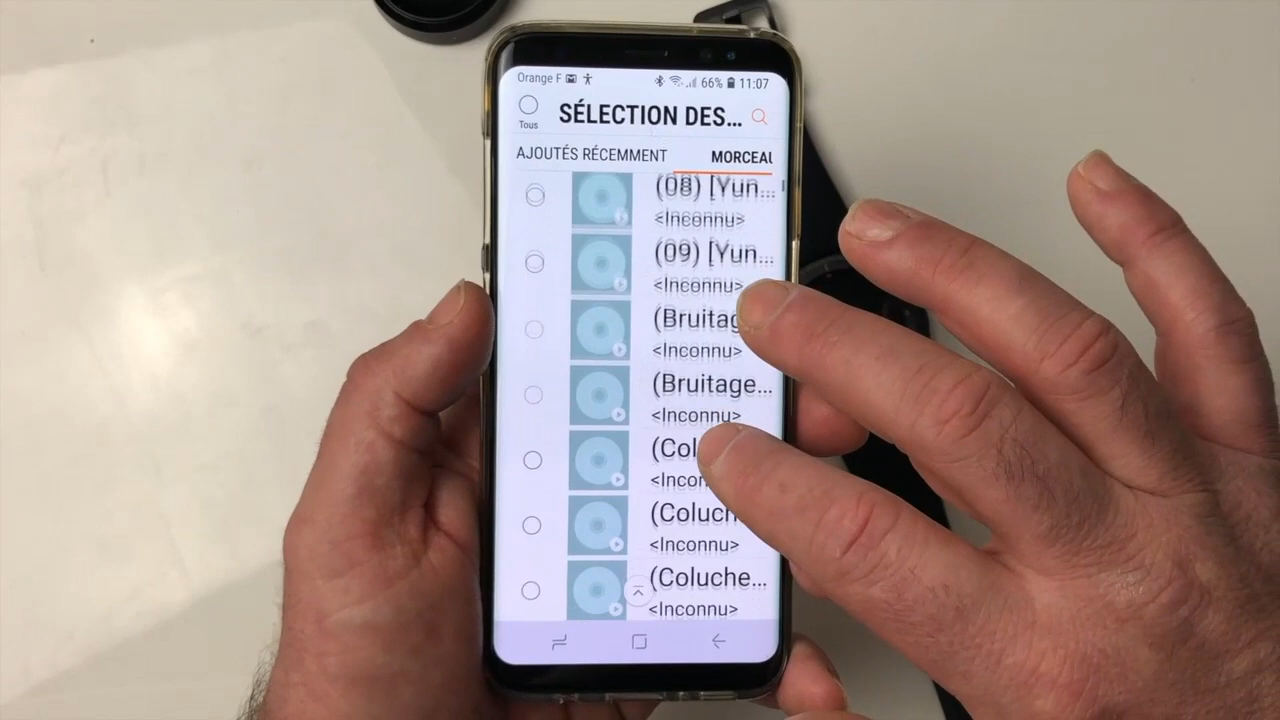 Orange F 66% 11:07
Tous
SÉLECTION DES...
AJOUTÉS RÉCEMMENT MORCEAU
(08) [Yun...
<Inconnu>
(09) [Yun...
<Inconnu>
(Bruitag
<Inconnu>
(Bruitage...
<Inconnu>
(Col
<Incon
(Coluch
<Inconnu>
(Coluche...
<Inconnu>